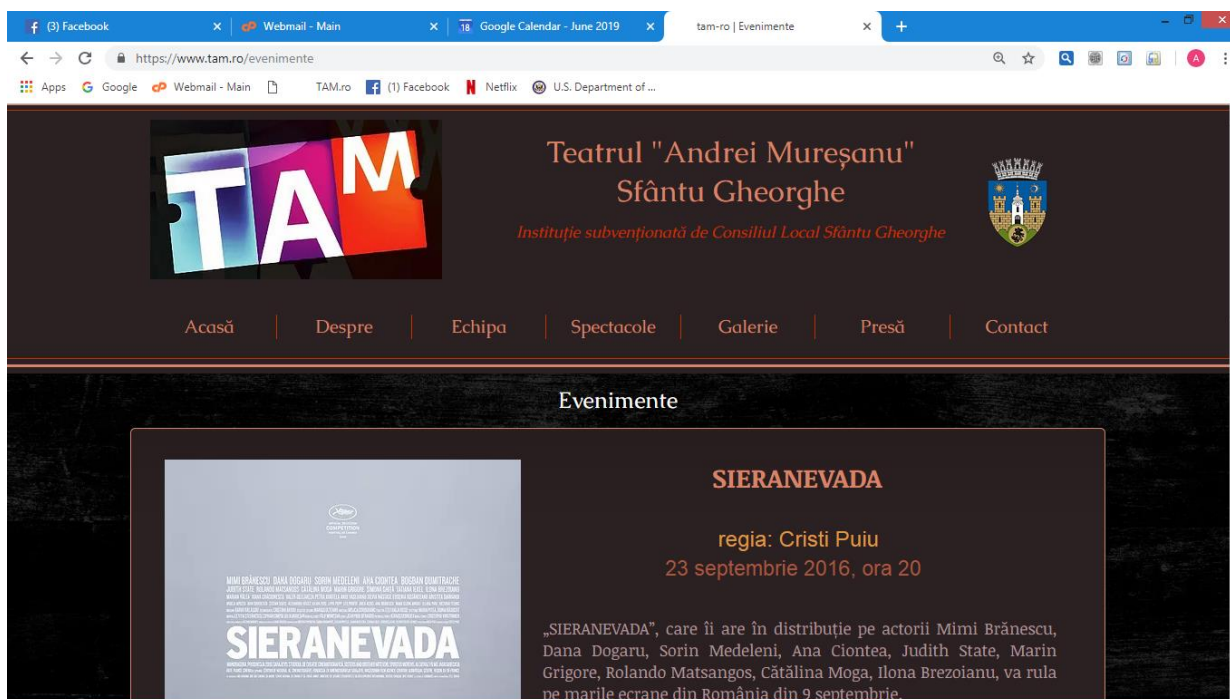 (3) Facebook
Webmail - Main
18 Google Calendar - June 2019
tam-ro | Evenimente
https://www.tam.ro/evenimente
A
Apps Google Webmail - Main TAM.ro (1) Facebook Netflix U.S. Department of ...
TAM
Teatrul "Andrei Mureșanu"
Sfântu Gheorghe
Instituție subvenționată de Consiliul Local Sfântu Gheorghe
Acasă Despre Echipa Spectacole Galerie Presă Contact
Evenimente
COMPETITION
MIMI BRĂNESCU DANA DOGARU SORIN MEDELENI ANA CIONTEA BOGDAN DUMITRACHE
SIERANEVADA
SIERANEVADA
regia: Cristi Puiu
23 septembrie 2016, ora 20
„SIERANEVADA”, care îi are în distribuție pe actorii Mimi Brănescu,
Dana Dogaru, Sorin Medeleni, Ana Ciontea, Judith State, Marin
Grigore, Rolando Matsangos, Cătălina Moga, Ilona Brezoianu, va rula
pe marile ecrane din România din 9 septembrie.